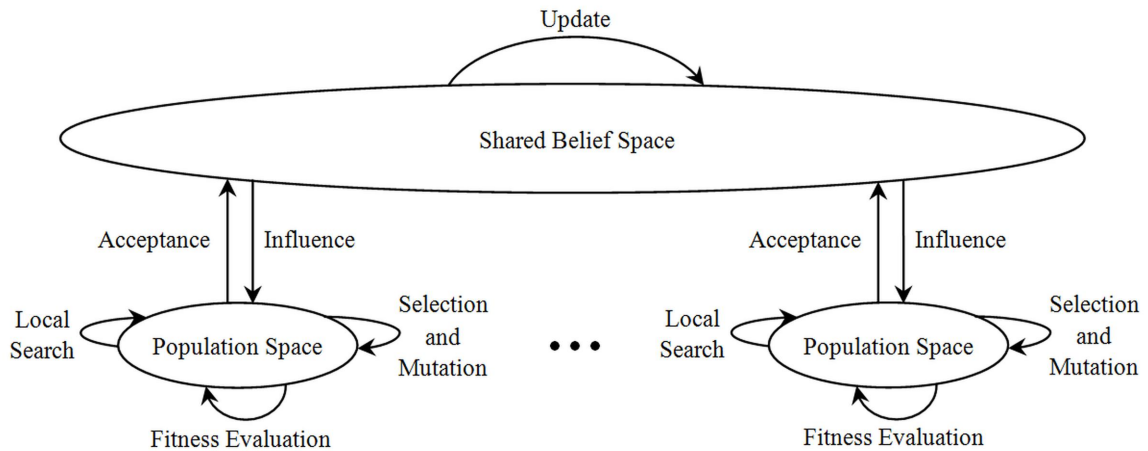 Update
Shared Belief Space
Acceptance
Influence
Acceptance
Influence
Local
Search
Population Space
Selection
and
Mutation
Fitness Evaluation
Local
Search
Population Space
Selection
and
Mutation
Fitness Evaluation